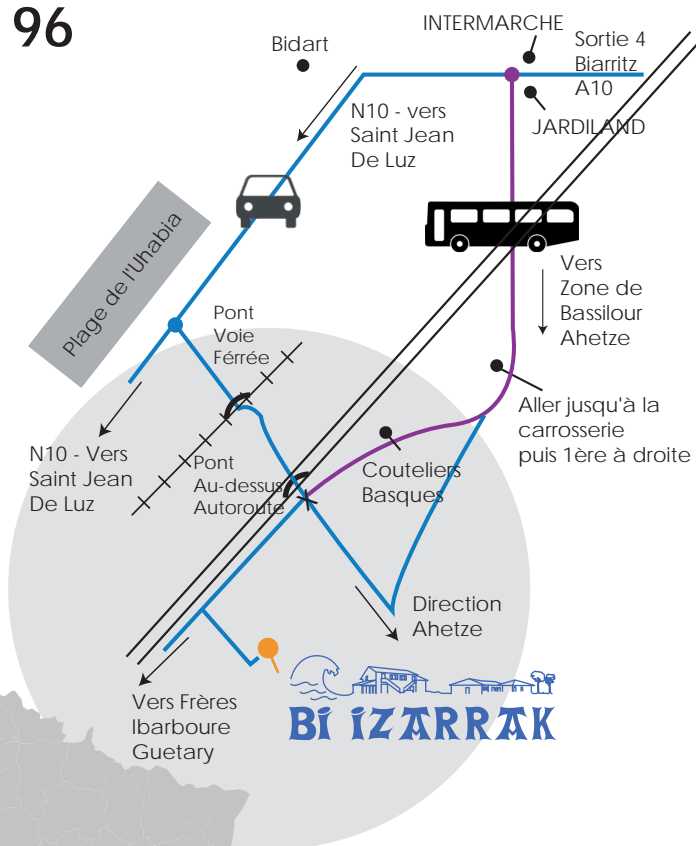 96
INTERMARCHE
Bidart
Sortie 4
Biarritz
A10
N10 - vers
Saint Jean
De Luz
JARDILAND
Plage de l'Uhabia
Vers
Zone de
Bassilour
Ahetze
Pont
Voie
Férrée
Aller jusqu'à la
carrosserie
puis 1ère à droite
N10 - Vers
Saint Jean
De Luz
Pont
Au-dessus
Autoroute
Couteliers
Basques
Direction
Ahetze
Vers Frères
Ibarboure
Guetary
Bi iZARRAK